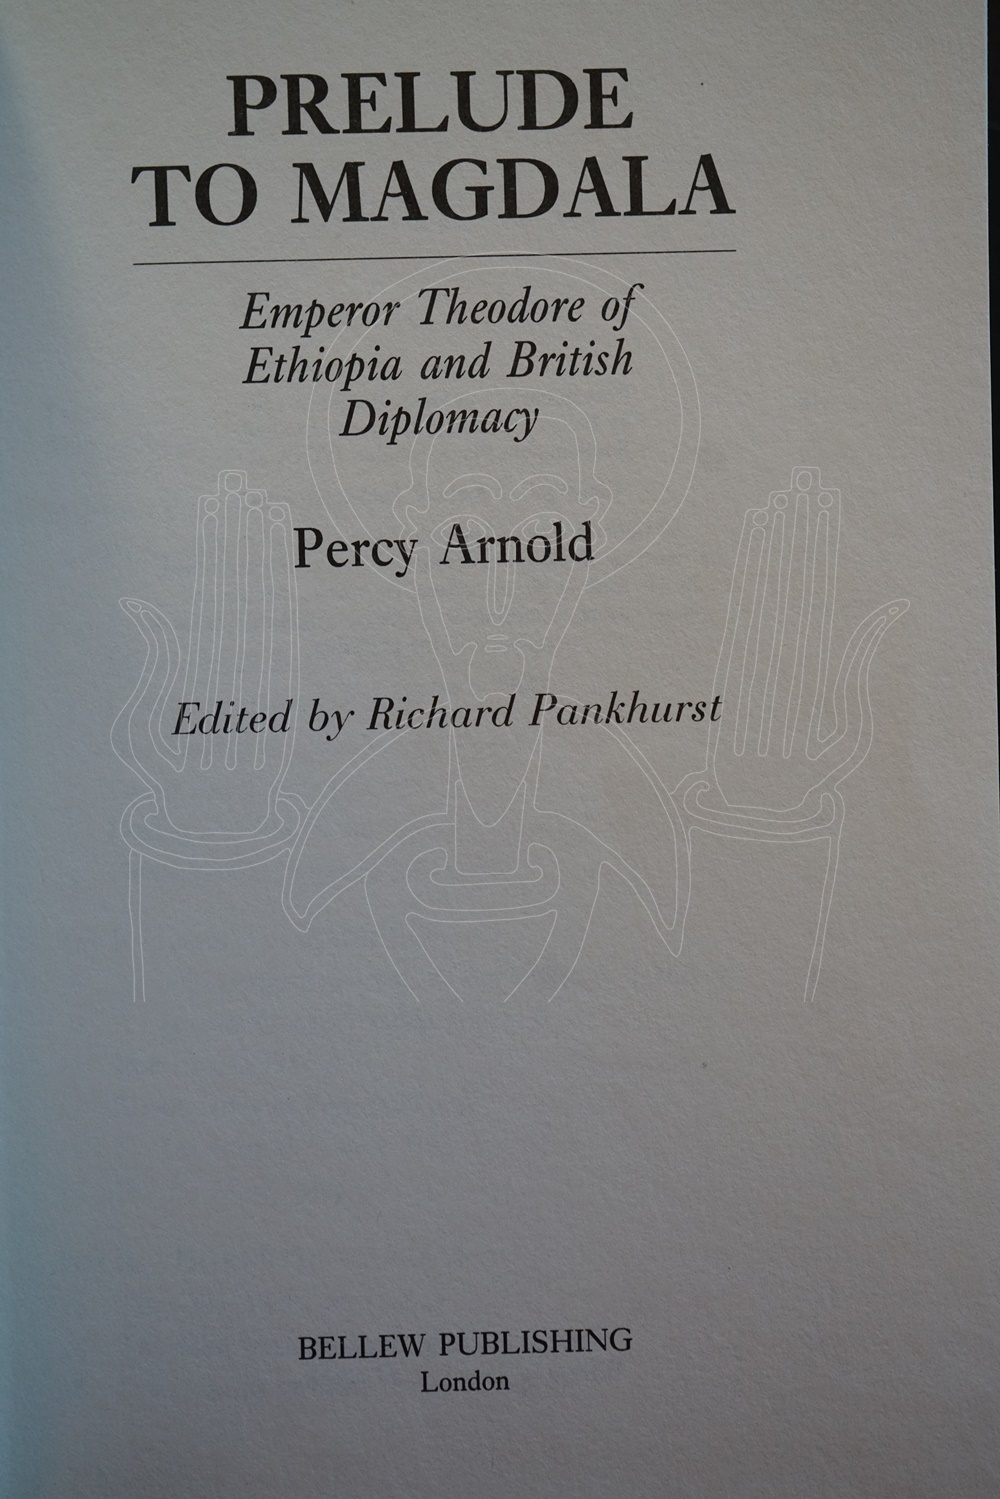 PRELUDE
TO MAGDALA
Emperor Theodore of
Ethiopia and British
Diplomacy
Percy Arnold
Edited by Richard Pankhurst
BELLEW PUBLISHING
London